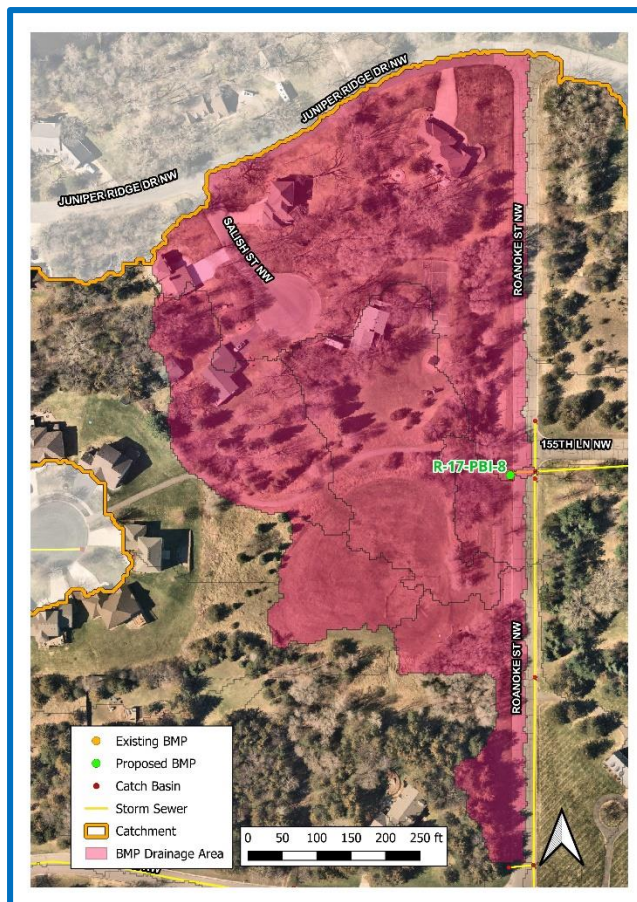 JUNIPER RIDGE DR NW
JUNIPER RIDGE DR NW
SALISH ST NW
ROANOKE ST NW
155TH LN NW
R-17-PBI-8
ROANOKE ST NW
Existing BMP
Proposed BMP
Catch Basin
Storm Sewer
Catchment
BMP Drainage Area
0 50 100 150 200 250 ft